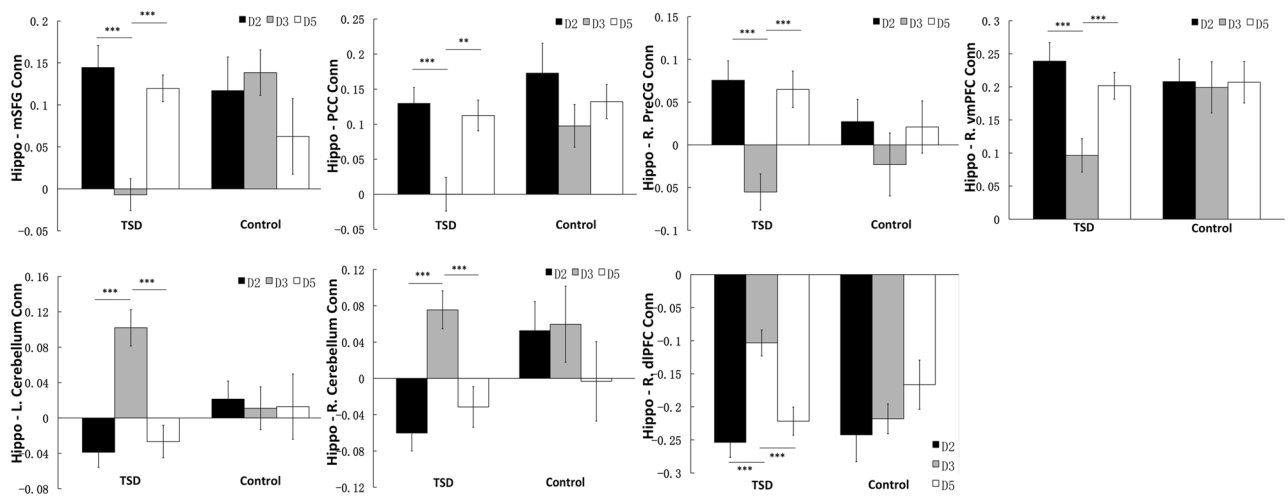 Hippo - mSFG Conn
0.2
0.15
0.1
0.05
0
-0.05
D2 D3 D5
*** ***
TSD Control
Hippo - PCC Conn
0.25
0.2
0.15
0.1
0.05
0
-0.05
D2 D3 D5
*** **
TSD Control
Hippo - R. PreCG Conn
0.15
0.1
0.05
0
-0.05
-0.1
D2 D3 D5
*** ***
TSD Control
Hippo - R. vmPFC Conn
0.3
0.25
0.2
0.15
0.1
0.05
0
D2 D3 D5
*** ***
TSD Control
Hippo - L. Cerebellum Conn
0.16
0.12
0.08
0.04
0
-0.04
-0.08
D2 D3 D5
*** ***
TSD Control
Hippo - R. Cerebellum Conn
0.12
0.08
0.04
0
-0.04
-0.08
-0.12
D2 D3 D5
*** ***
TSD Control
Hippo - R. dlPFC Conn
0
-0.05
-0.1
-0.15
-0.2
-0.25
-0.3
*** ***
D2
D3
D5
TSD Control